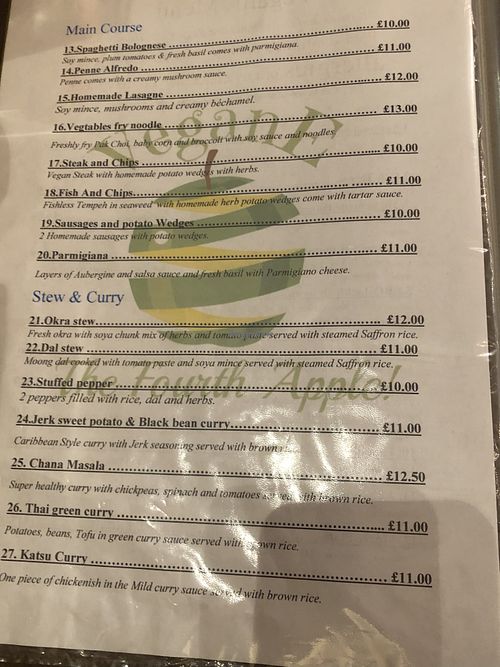 Main Course
13.Spaghetti Bolognese ........ £10.00
Soy mince, plum tomatoes & fresh basil comes with parmigiana.
14.Penne Alfredo ........ £11.00
Penne comes with a creamy mushroom sauce.
15.Homemade Lasagne ........ £12.00
Soy mince, mushrooms and creamy béchamel.
16.Vegtables fry noodle ........ £13.00
Freshly fry Pak Choi, baby corn and broccoli with soy sauce and noodles
17.Steak and Chips ........ £10.00
Vegan Steak with homemade potato wedges with herbs.
18.Fish And Chips ........ £11.00
Fishless Tempeh in seaweed with homemade herb potato wedges come with tartar sauce.
19.Sausages and potato Wedges ........ £10.00
2 Homemade sausages with potato wedges.
20.Parmigiana ........ £11.00
Layers of Aubergine and salsa sauce and fresh basil with Parmigiano cheese.
Stew & Curry
21.Okra stew ........ £12.00
Fresh okra with soya chunk mix of herbs and tomato paste served with steamed Saffron rice.
22.Dal stew ........ £11.00
Moong dal cooked with tomato paste and soya mince served with steamed Saffron rice.
23.Stuffed pepper ........ £10.00
2 peppers filled with rice, dal and herbs.
24.Jerk sweet potato & Black bean curry ........ £11.00
Caribbean Style curry with Jerk seasoning served with brown
25. Chana Masala ........ £12.50
Super healthy curry with chickpeas, spinach and tomatoes served with brown rice.
26. Thai green curry ........ £11.00
Potatoes, beans, Tofu in green curry sauce served with brown rice.
27. Katsu Curry ........ £11.00
One piece of chickenish in the Mild curry sauce served with brown rice.
VeganE
The Fourth Apple!